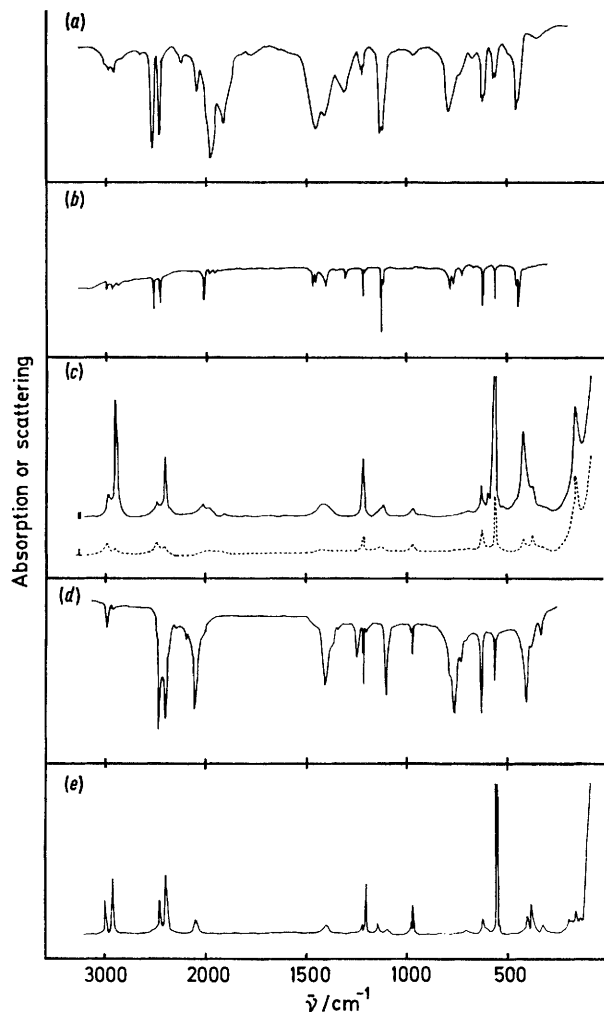 (a)
(b)
(c)
Absorption or scattering
(d)
(e)
3000 2000 1500 1000 500
ν̄/cm⁻¹